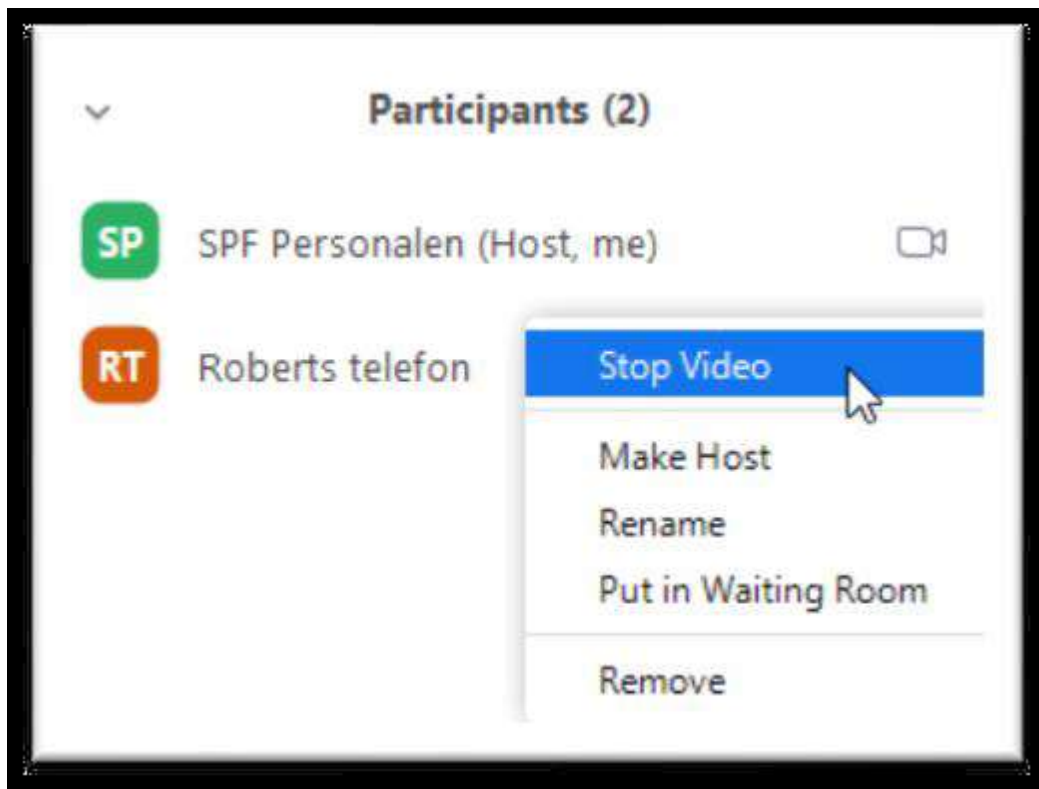 Participants (2)
SP SPF Personalen (Host, me)
RT Roberts telefon
Stop Video
Make Host
Rename
Put in Waiting Room
Remove